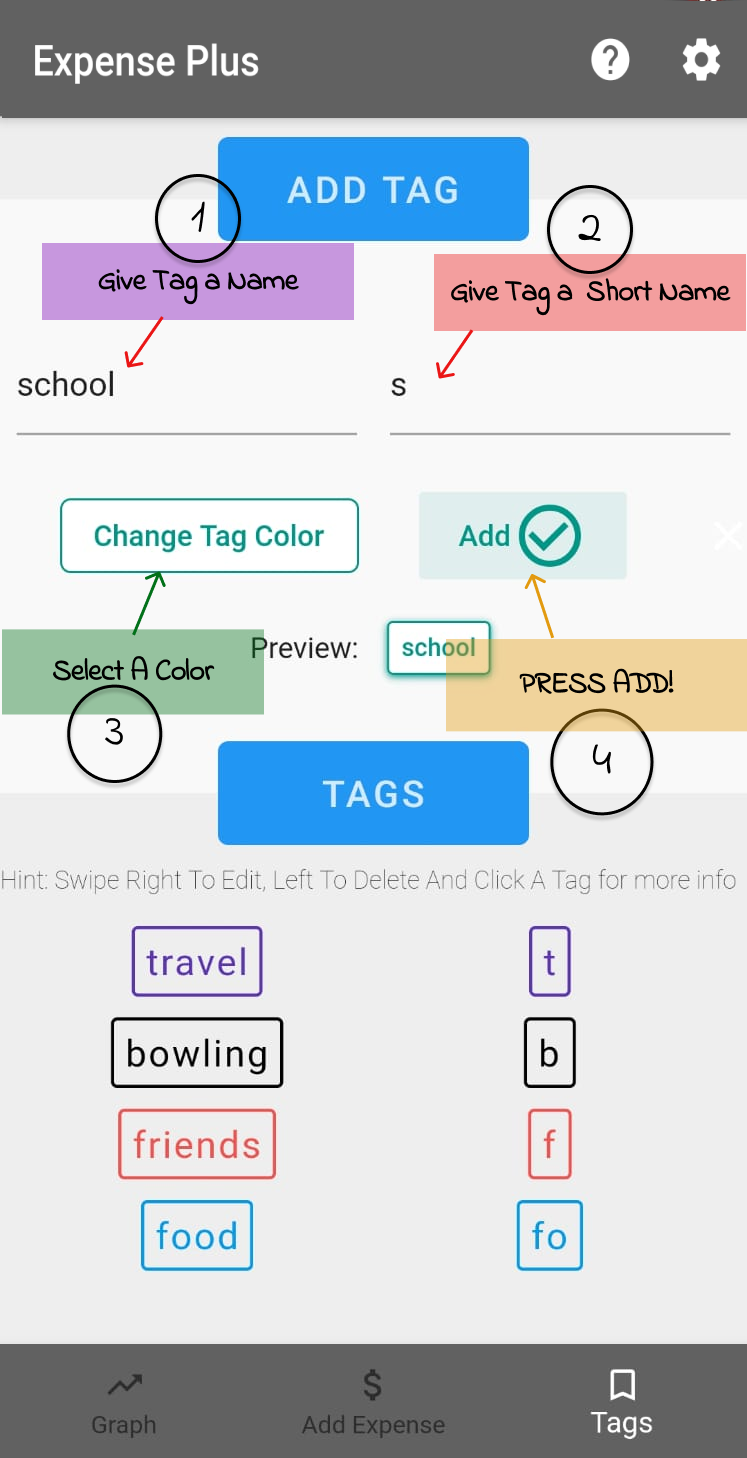 Expense Plus
ADD TAG
1
2
Give Tag a Name
Give Tag a Short Name
school
s
Change Tag Color
Add
Preview:
school
Select A Color
PRESS ADD!
3
4
TAGS
Hint: Swipe Right To Edit, Left To Delete And Click A Tag for more info
travel
t
bowling
b
friends
f
food
fo
Graph
Add Expense
Tags